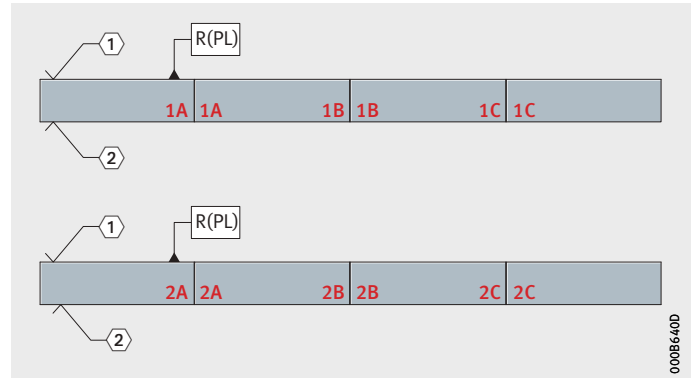 1 R(PL)
1A 1A 1B 1B 1C 1C
2
1 R(PL)
2A 2A 2B 2B 2C 2C
2
000B640D